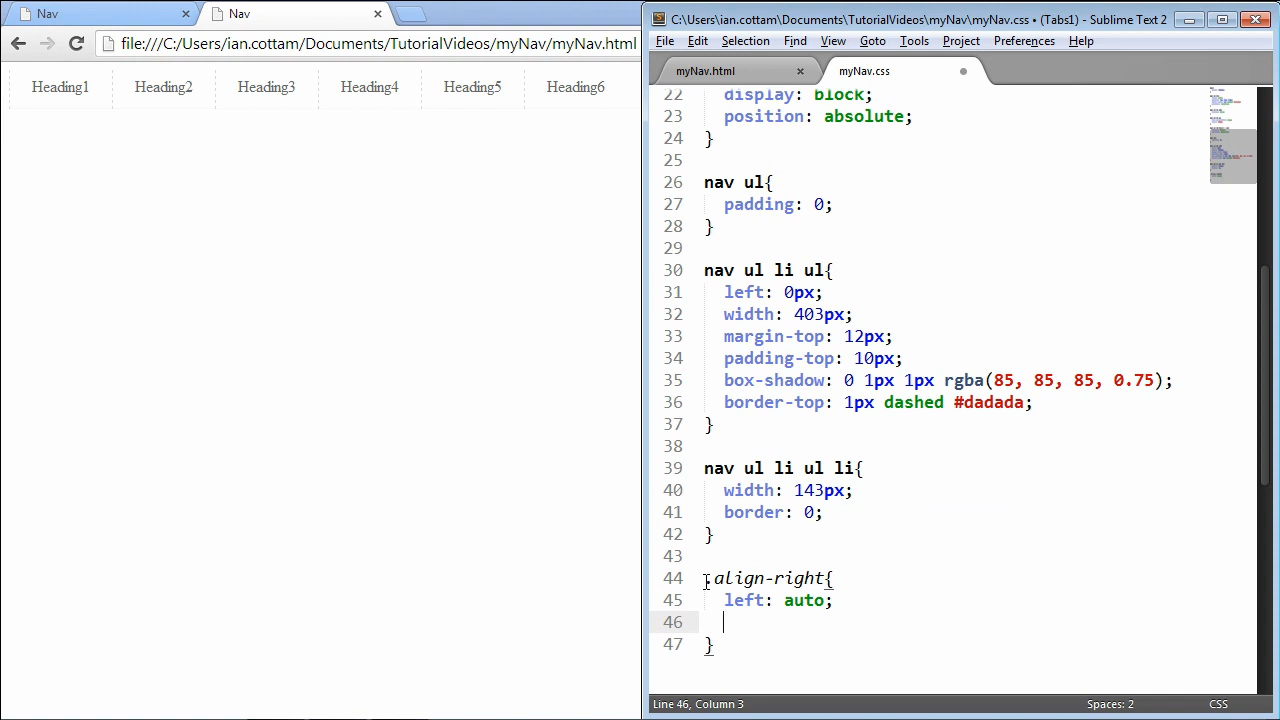 Nav
Nav
file:///C:/Users/ian.cottam/Documents/TutorialVideos/myNav/myNav.html
Heading1 Heading2 Heading3 Heading4 Heading5 Heading6
C:\Users\ian.cottam\Documents\TutorialVideos\myNav\myNav.css • (Tabs1) - Sublime Text 2
File Edit Selection Find View Goto Tools Project Preferences Help
myNav.html myNav.css
22 display: block;
23 position: absolute;
24 }
25
26 nav ul{
27 padding: 0;
28 }
29
30 nav ul li ul{
31 left: 0px;
32 width: 403px;
33 margin-top: 12px;
34 padding-top: 10px;
35 box-shadow: 0 1px 1px rgba(85, 85, 85, 0.75);
36 border-top: 1px dashed #dadada;
37 }
38
39 nav ul li ul li{
40 width: 143px;
41 border: 0;
42 }
43
44 .align-right{
45 left: auto;
46
47 }
Line 46, Column 3 Spaces: 2 CSS